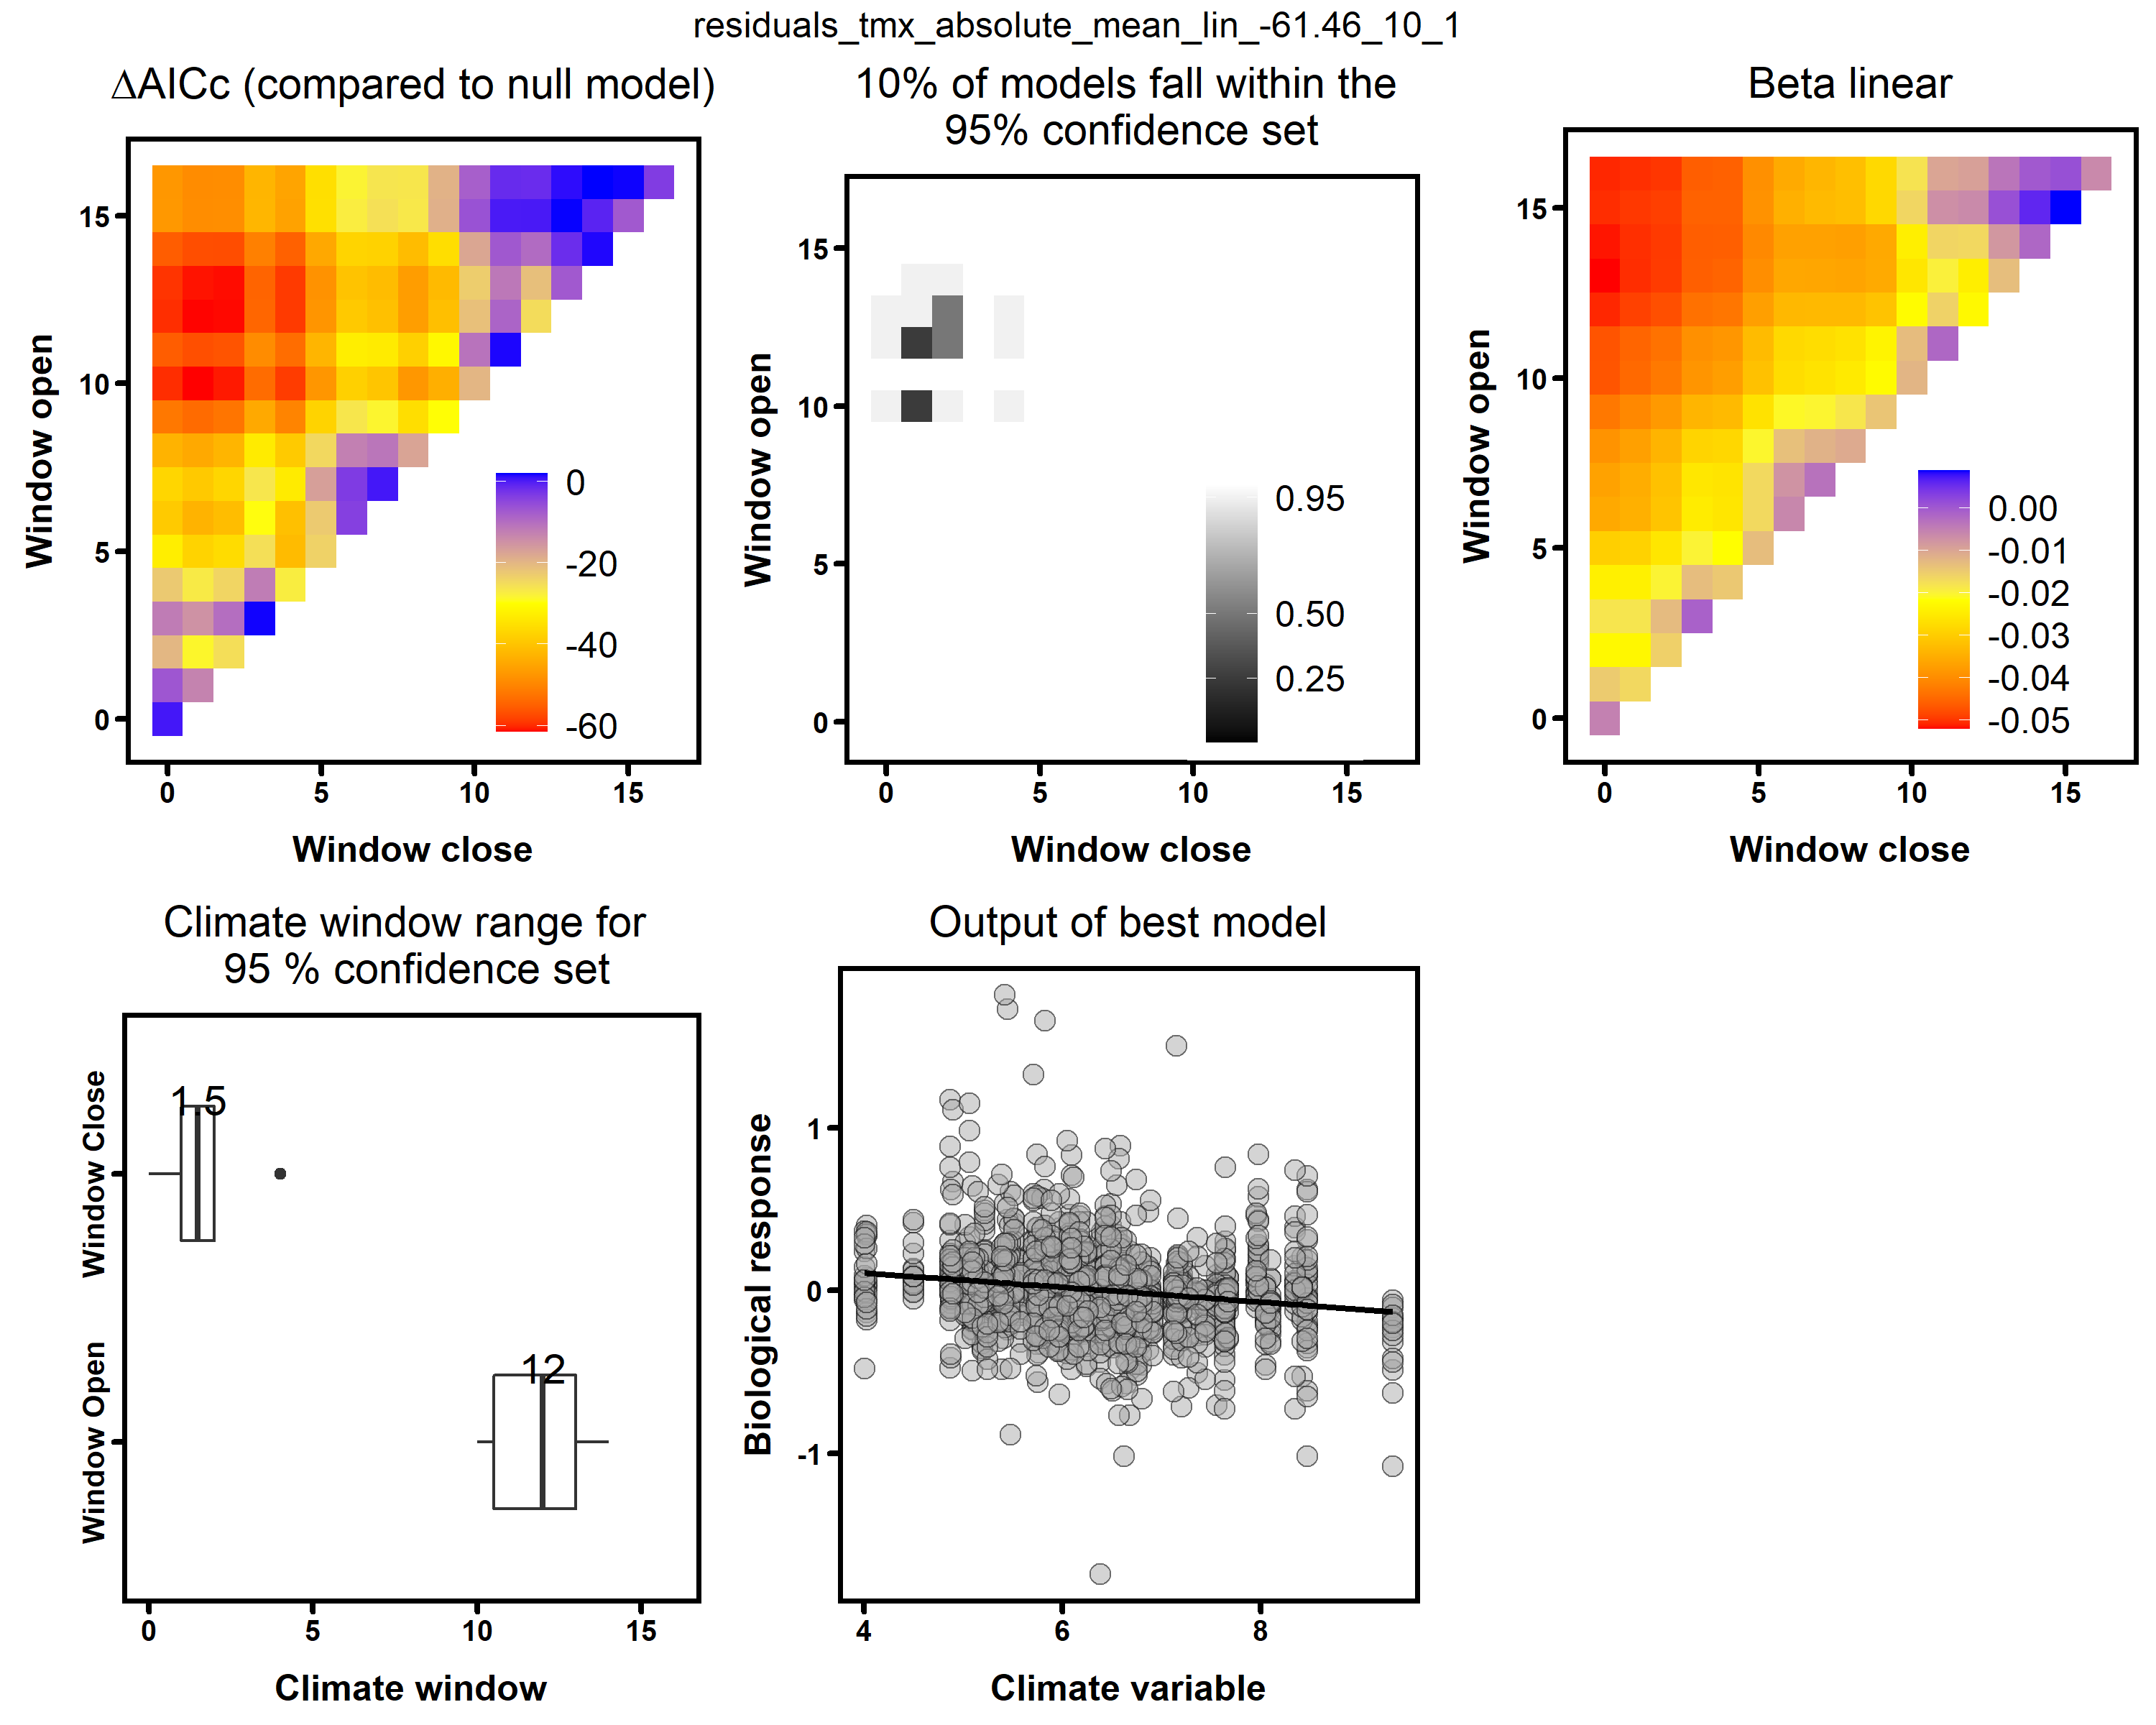 residuals_tmx_absolute_mean_lin_-61.46_10_1
ΔAICc (compared to null model)
Window open
15
10
5
0
0
-20
-40
-60
0 5 10 15
Window close
10% of models fall within the
95% confidence set
Window open
15
10
5
0
0.95
0.50
0.25
0 5 10 15
Window close
Beta linear
Window open
15
10
5
0
0.00
-0.01
-0.02
-0.03
-0.04
-0.05
0 5 10 15
Window close
Climate window range for
95 % confidence set
Window Close
Window Open
1.5
12
0 5 10 15
Climate window
Output of best model
Biological response
1
0
-1
4 6 8
Climate variable